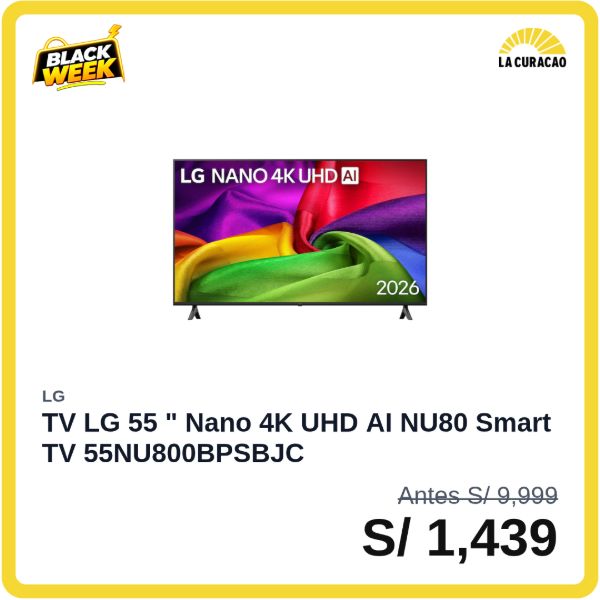 BLACK
WEEK
LA CURACAO
LG NANO 4K UHD AI
2026
LG
TV LG 55 " Nano 4K UHD AI NU80 Smart
TV 55NU800BPSBJC
Antes S/ 9,999
S/ 1,439